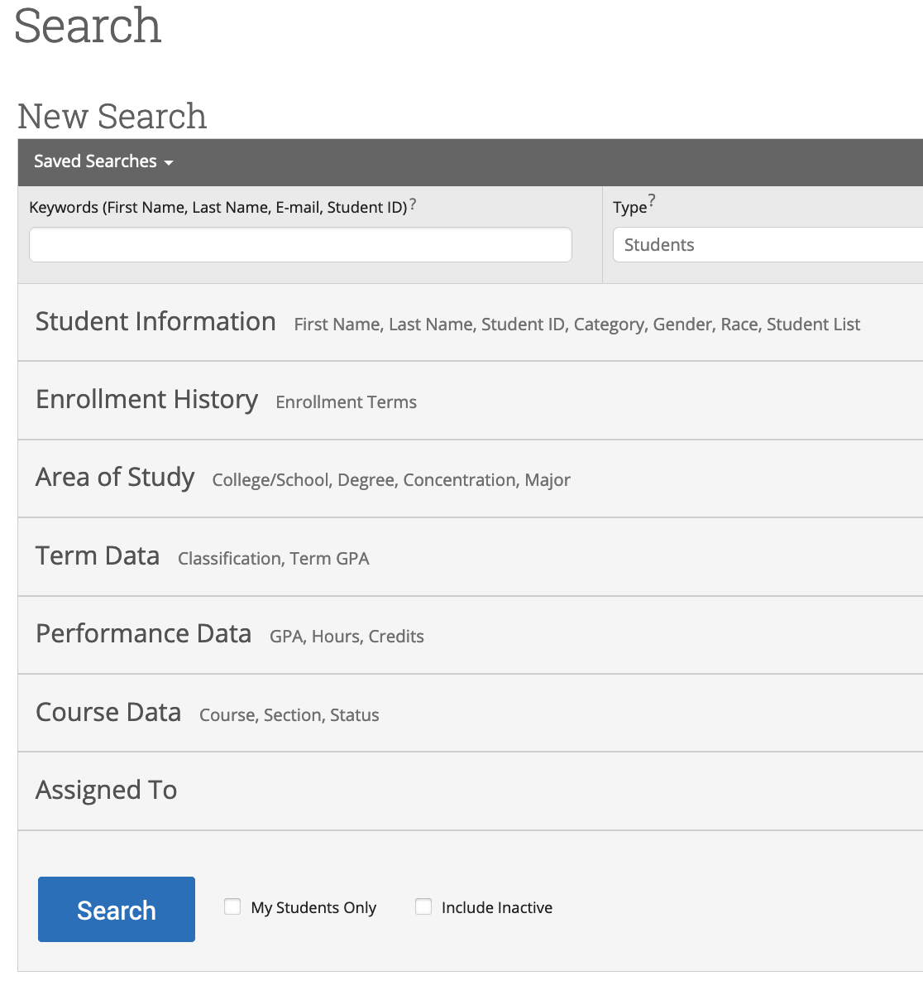 Search
New Search
Saved Searches
Keywords (First Name, Last Name, E-mail, Student ID)?
Type?
Students
Student Information First Name, Last Name, Student ID, Category, Gender, Race, Student List
Enrollment History Enrollment Terms
Area of Study College/School, Degree, Concentration, Major
Term Data Classification, Term GPA
Performance Data GPA, Hours, Credits
Course Data Course, Section, Status
Assigned To
Search My Students Only Include Inactive